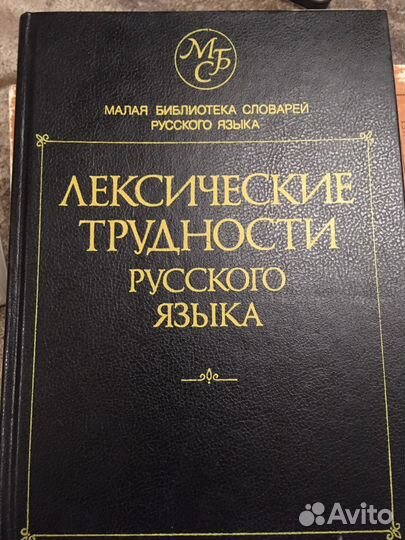 МБС
МАЛАЯ БИБЛИОТЕКА СЛОВАРЕЙ
РУССКОГО ЯЗЫКА
ЛЕКСИЧЕСКИЕ
ТРУДНОСТИ
РУССКОГО
ЯЗЫКА
Avito